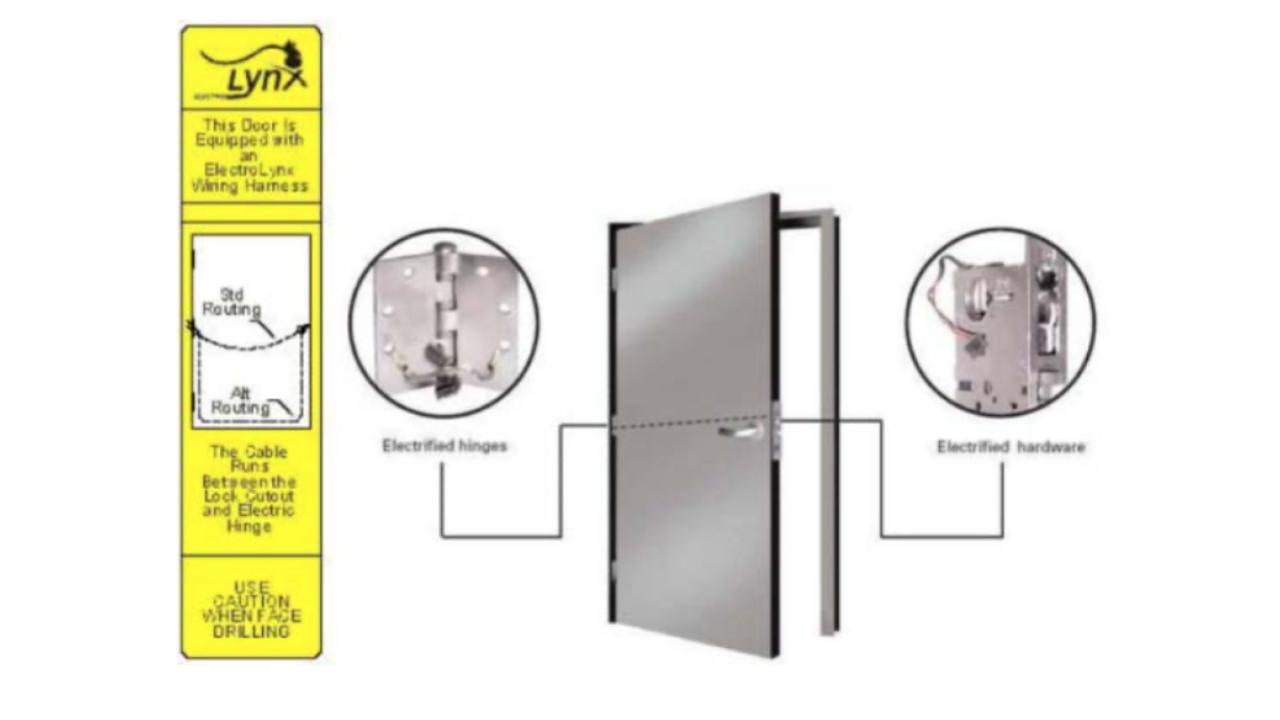 Lynx
This Door Is
Equipped with
an
ElectroLynx
Wiring Harness
Std
Routing
Alt
Routing
The Cable
Runs
Between the
Lock Cutout
and Electric
Hinge
USE
CAUTION
WHEN FACE
DRILLING
Electrified hinges
Electrified hardware